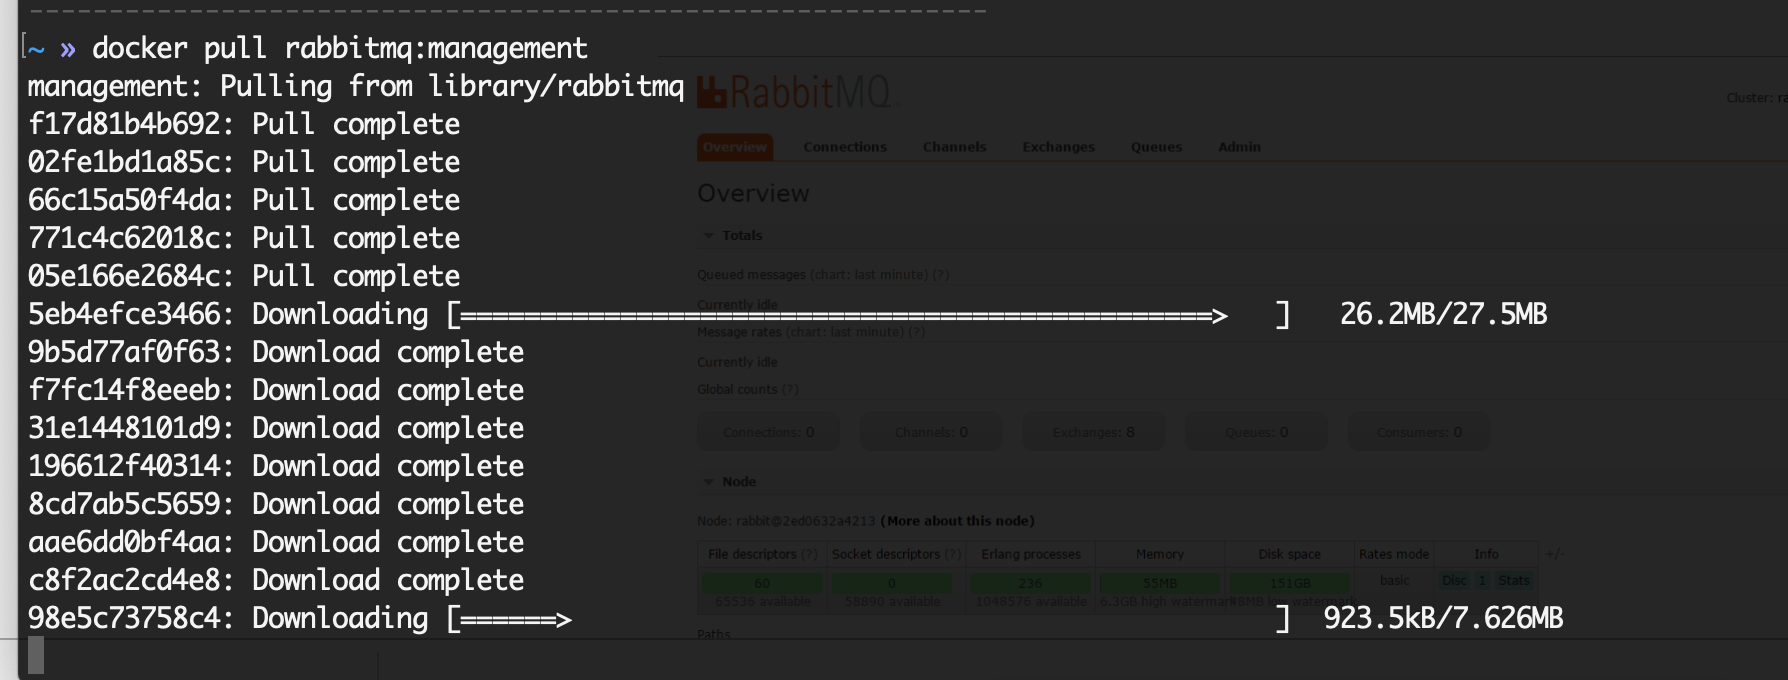 ~ » docker pull rabbitmq:management
management: Pulling from library/rabbitmq
f17d81b4b692: Pull complete
02fe1bd1a85c: Pull complete
66c15a50f4da: Pull complete
771c4c62018c: Pull complete
05e166e2684c: Pull complete
5eb4efce3466: Downloading [===============================================>   ] 26.2MB/27.5MB
9b5d77af0f63: Download complete
f7fc14f8eeeb: Download complete
31e1448101d9: Download complete
196612f40314: Download complete
8cd7ab5c5659: Download complete
aae6dd0bf4aa: Download complete
c8f2ac2cd4e8: Download complete
98e5c73758c4: Downloading [======>                                            ] 923.5kB/7.626MB
RabbitMQ
Cluster: ra
Overview Connections Channels Exchanges Queues Admin
Overview
Totals
Queued messages (chart: last minute) (?)
Currently idle
Message rates (chart: last minute) (?)
Currently idle
Global counts (?)
Connections: 0 Channels: 0 Exchanges: 8 Queues: 0 Consumers: 0
Node
Node: rabbit@2ed0632a4213 (More about this node)
File descriptors (?) Socket descriptors (?) Erlang processes Memory Disk space Rates mode Info +/-
60 0 236 55MB 151GB basic Disc 1 Stats
65536 available 58890 available 1048576 available 6.3GB high watermark 48MB low watermark
Paths